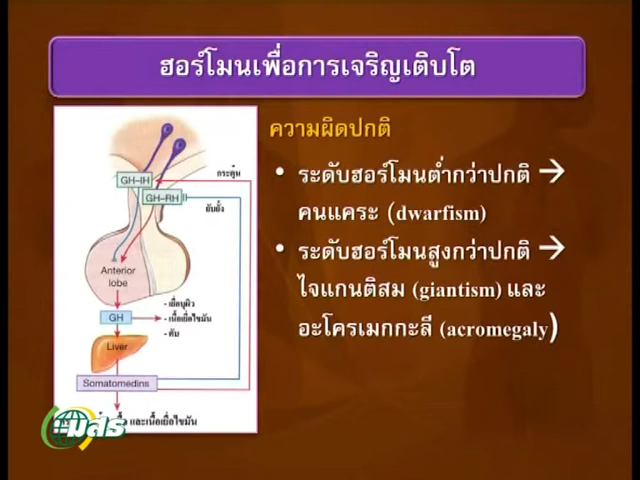 ฮอร์โมนเพื่อการเจริญเติบโต
ความผิดปกติ
• ระดับฮอร์โมนต่ำกว่าปกติ →
คนแคระ (dwarfism)
• ระดับฮอร์โมนสูงกว่าปกติ →
ไจแกนติสม (giantism) และ
อะโครเมกกะลี (acromegaly)
กระตุ้น
GH-IH
GH-RH
ยับยั้ง
Anterior
lobe
GH
- เยื่อบุผิว
- เนื้อเยื่อไขมัน
- ตับ
Liver
Somatomedins
และเนื้อเยื่อไขมัน
มสธ